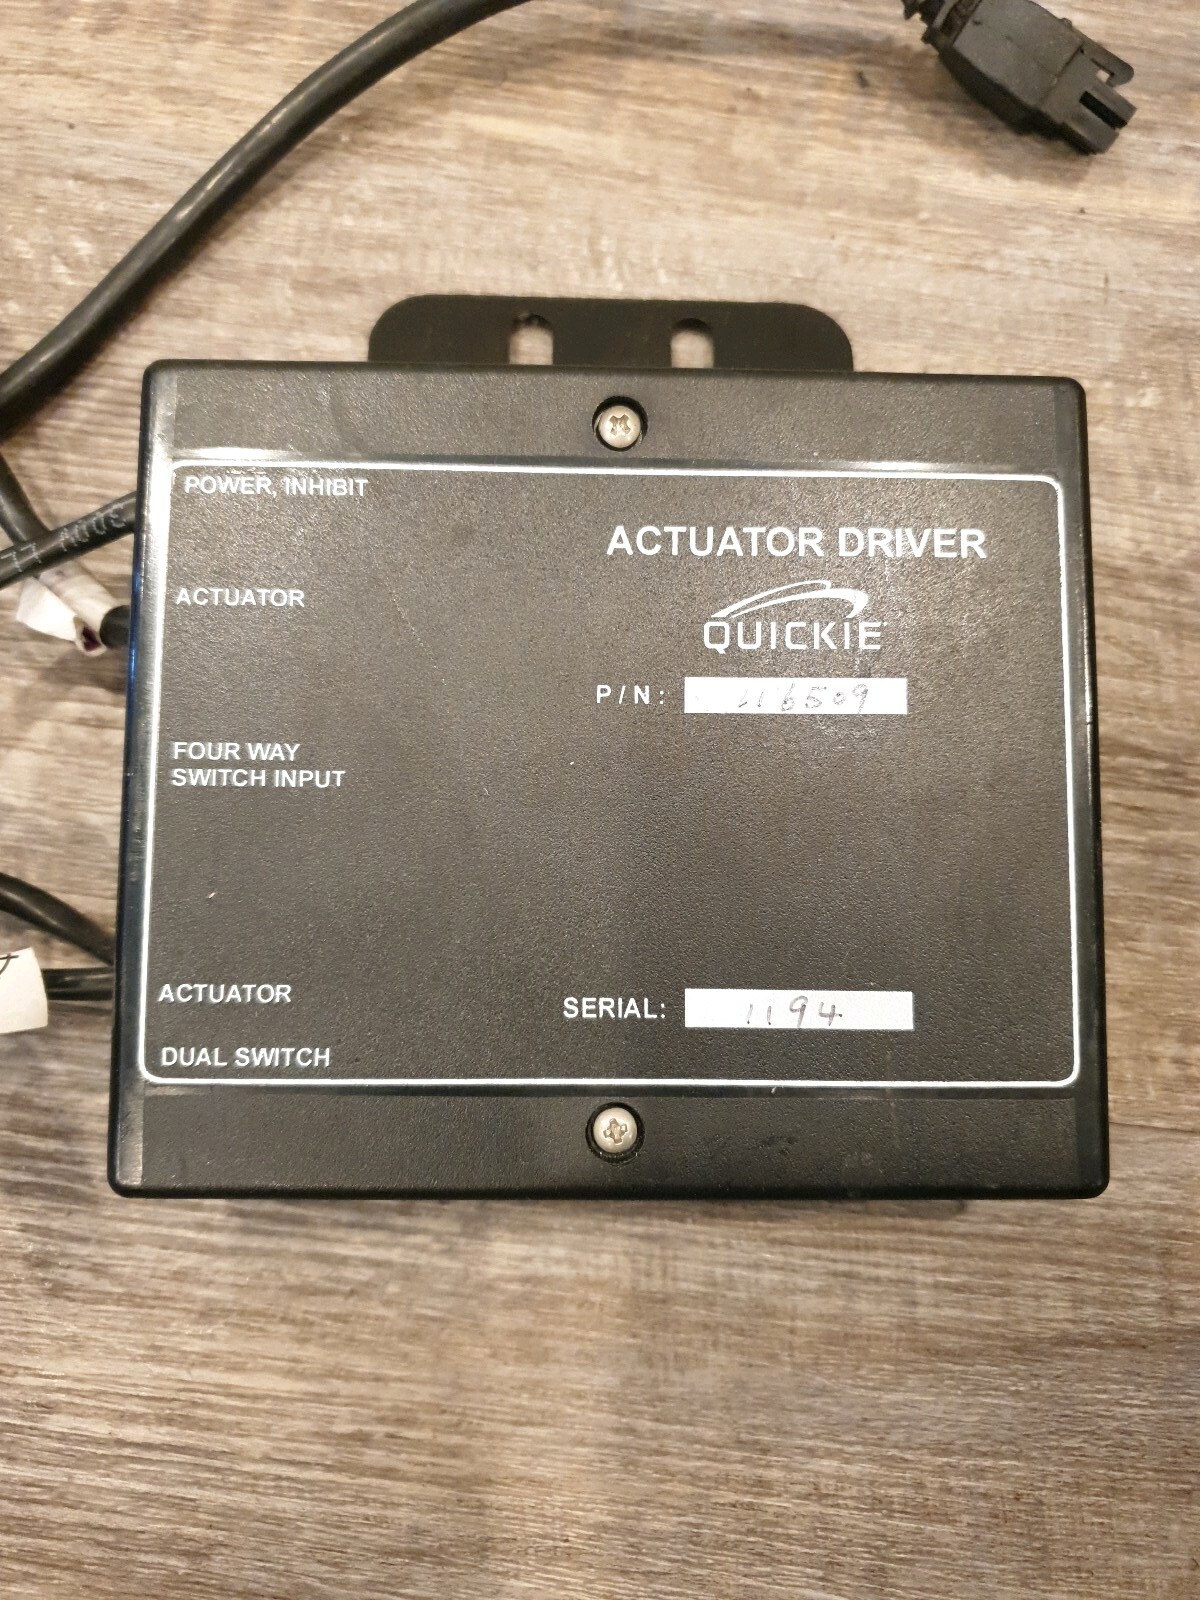 POWER, INHIBIT
ACTUATOR DRIVER
ACTUATOR
QUICKIE
P/N: 116509
FOUR WAY
SWITCH INPUT
ACTUATOR
SERIAL: 1194
DUAL SWITCH